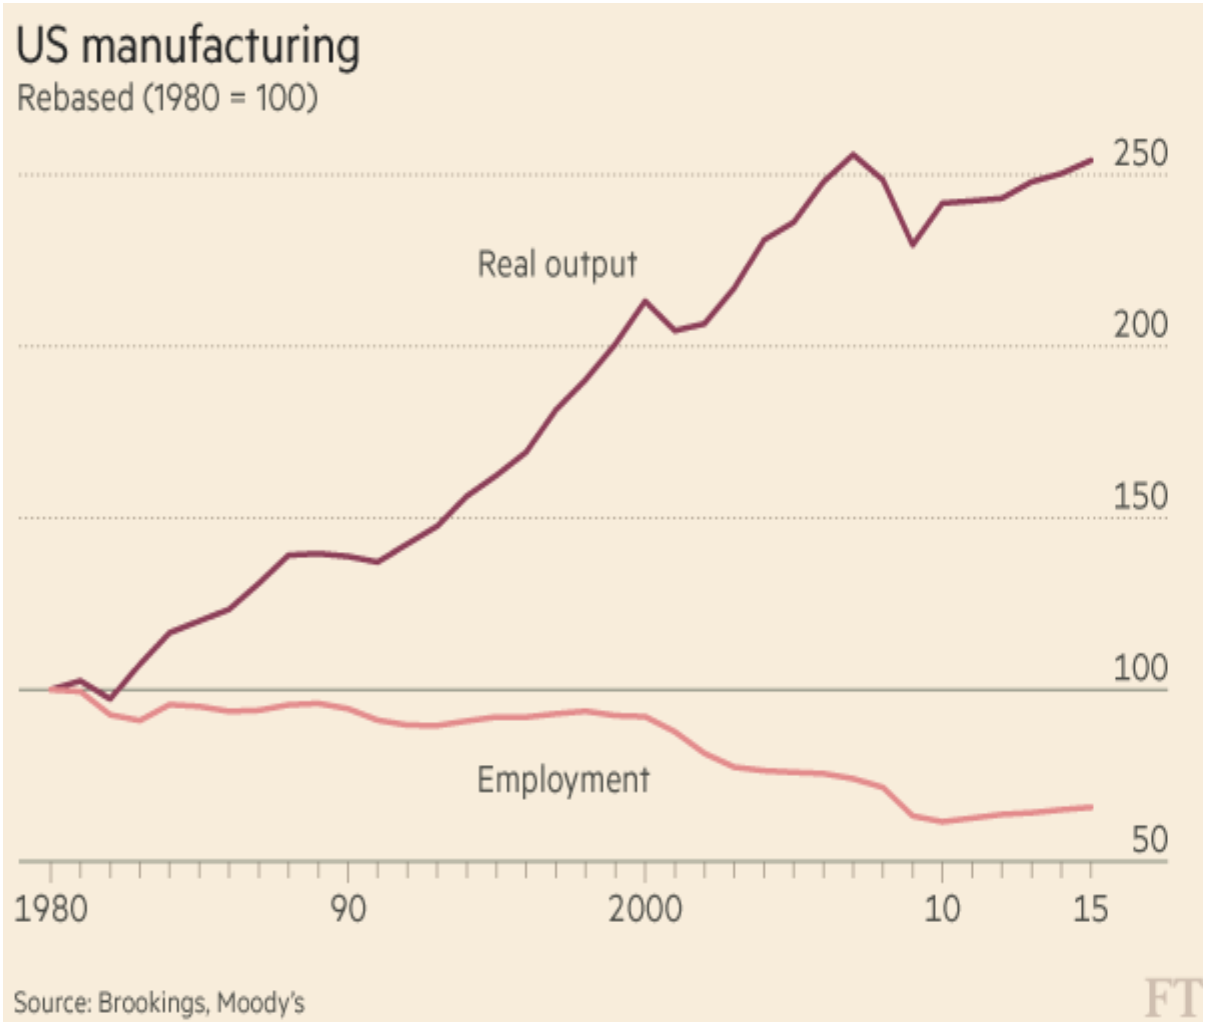 US manufacturing
Rebased (1980 = 100)
250
Real output
200
150
100
Employment
50
1980 90 2000 10 15
Source: Brookings, Moody's
FT